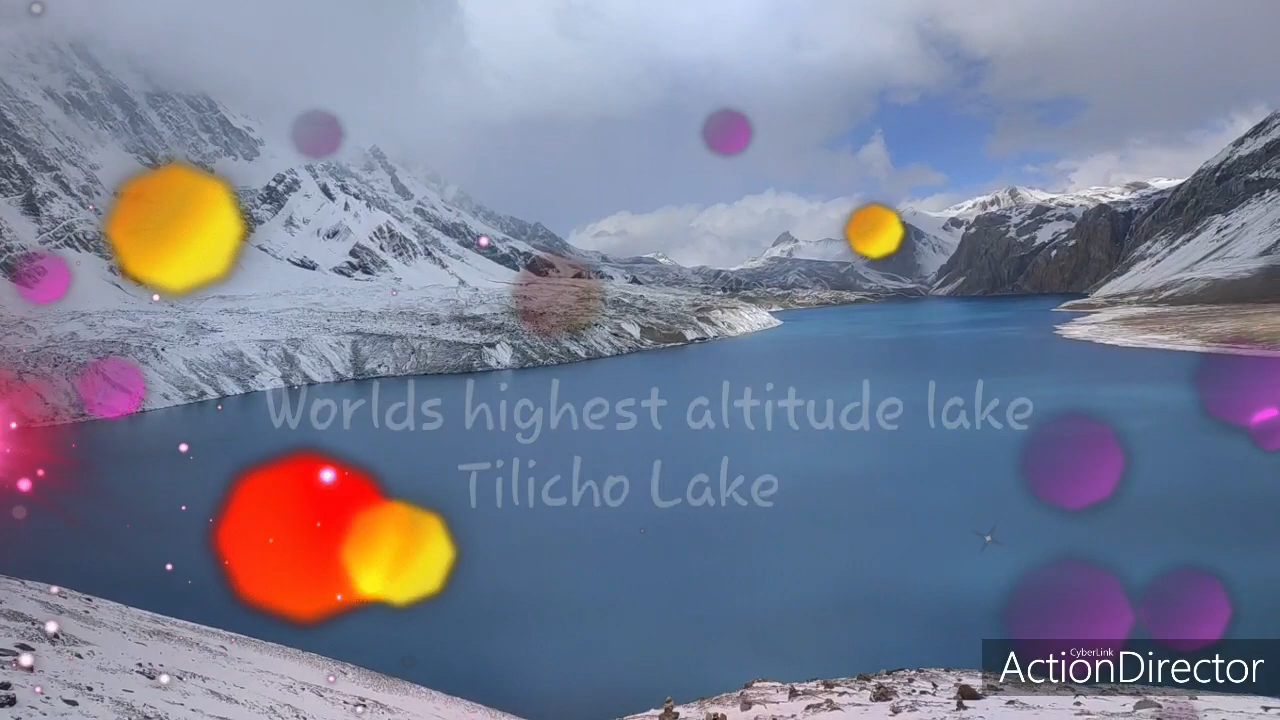 Worlds highest altitude lake
Tilicho Lake
CyberLink
ActionDirector